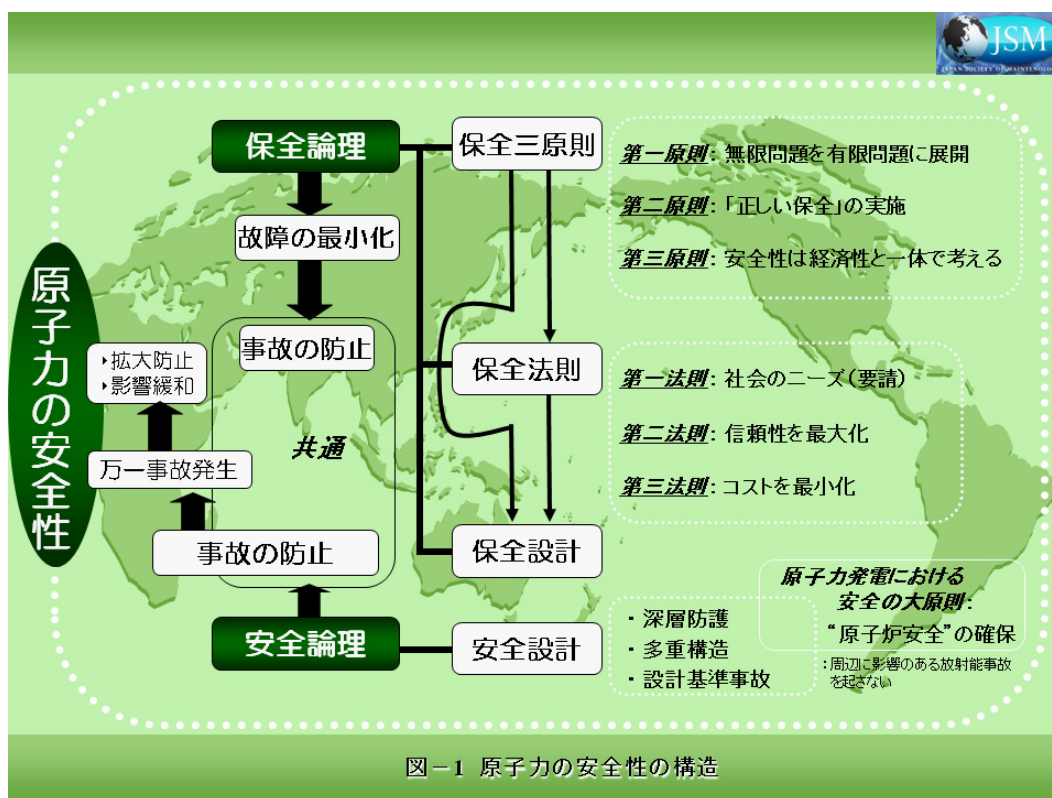 JSM
JAPAN SOCIETY OF MAINTENOLOGY
原子力の安全性
保全論理
故障の最小化
事故の防止
共通
▸拡大防止
▸影響緩和
万一事故発生
事故の防止
安全論理
保全三原則
第一原則：無限問題を有限問題に展開
第二原則：「正しい保全」の実施
第三原則：安全性は経済性と一体で考える
保全法則
第一法則：社会のニーズ（要請）
第二法則：信頼性を最大化
第三法則：コストを最小化
保全設計
安全設計
・深層防護
・多重構造
・設計基準事故
原子力発電における
安全の大原則：
“原子炉安全”の確保
：周辺に影響のある放射能事故
を起さない
図－1 原子力の安全性の構造